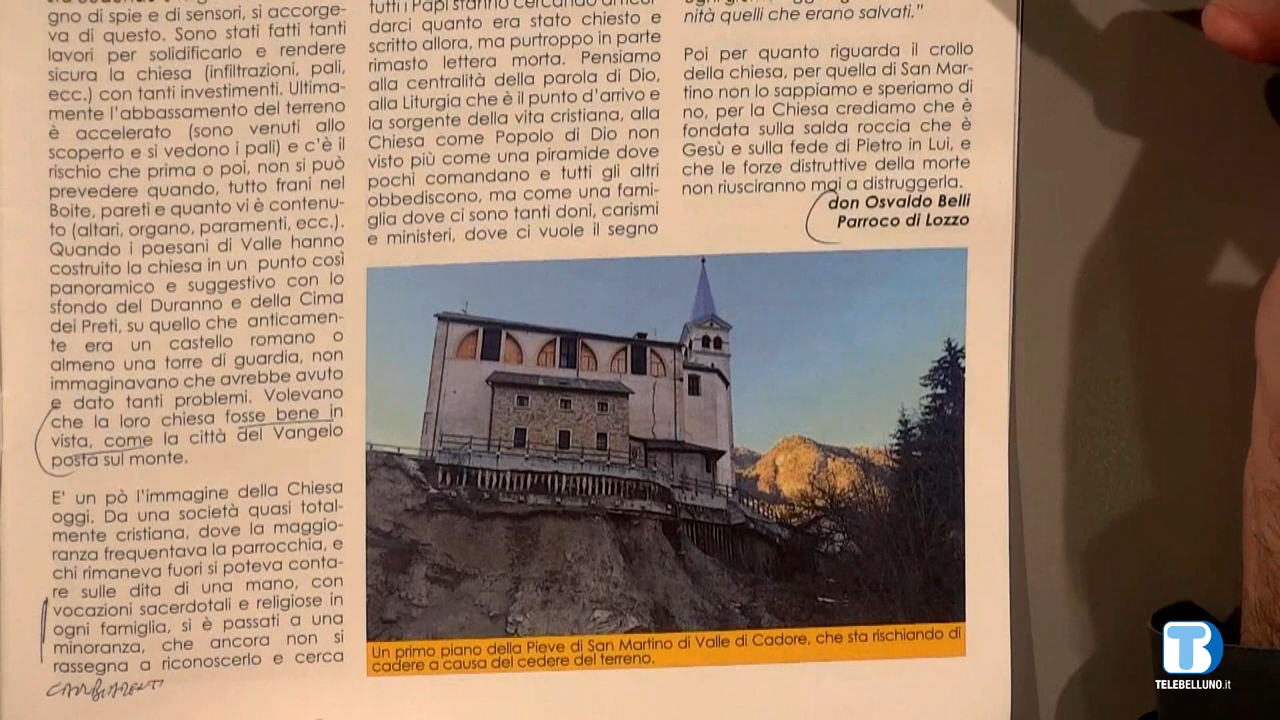 gno di spie e di sensori, si accorge-
va di questo. Sono stati fatti tanti
lavori per solidificarlo e rendere
sicura la chiesa (infiltrazioni, pali,
ecc.) con tanti investimenti. Ultima-
mente l'abbassamento del terreno
è accelerato (sono venuti allo
scoperto e si vedono i pali) e c'è il
rischio che prima o poi, non si può
prevedere quando, tutto frani nel
Boite, pareti e quanto vi è contenu-
to (altari, organo, paramenti, ecc.).
Quando i paesani di Valle hanno
costruito la chiesa in un punto così
panoramico e suggestivo con lo
sfondo del Duranno e della Cima
dei Preti, su quello che anticamen-
te era un castello romano o
almeno una torre di guardia, non
immaginavano che avrebbe avuto
e dato tanti problemi. Volevano
che la loro chiesa fosse bene in
vista, come la città del Vangelo
posta sul monte.
E' un pò l'immagine della Chiesa
oggi. Da una società quasi total-
mente cristiana, dove la maggio-
ranza frequentava la parrocchia, e
chi rimaneva fuori si poteva conta-
re sulle dita di una mano, con
vocazioni sacerdotali e religiose in
ogni famiglia, si è passati a una
minoranza, che ancora non si
rassegna a riconoscerlo e cerca
tutti i Papi stanno cercando
darci quanto era stato chiesto e
scritto allora, ma purtroppo in parte
rimasto lettera morta. Pensiamo
alla centralità della parola di Dio,
alla Liturgia che è il punto d'arrivo e
la sorgente della vita cristiana, alla
Chiesa come Popolo di Dio non
visto più come una piramide dove
pochi comandano e tutti gli altri
obbediscono, ma come una fami-
glia dove ci sono tanti doni, carismi
e ministeri, dove ci vuole il segno
nità quelli che erano salvati."
Poi per quanto riguarda il crollo
della chiesa, per quella di San Mar-
tino non lo sappiamo e speriamo di
no, per la Chiesa crediamo che è
fondata sulla salda roccia che è
Gesù e sulla fede di Pietro in Lui, e
che le forze distruttive della morte
non riusciranno mai a distruggerla.
don Osvaldo Belli
Parroco di Lozzo
Un primo piano della Pieve di San Martino di Valle di Cadore, che sta rischiando di
cadere a causa del cedere del terreno.
TELEBELLUNO.it